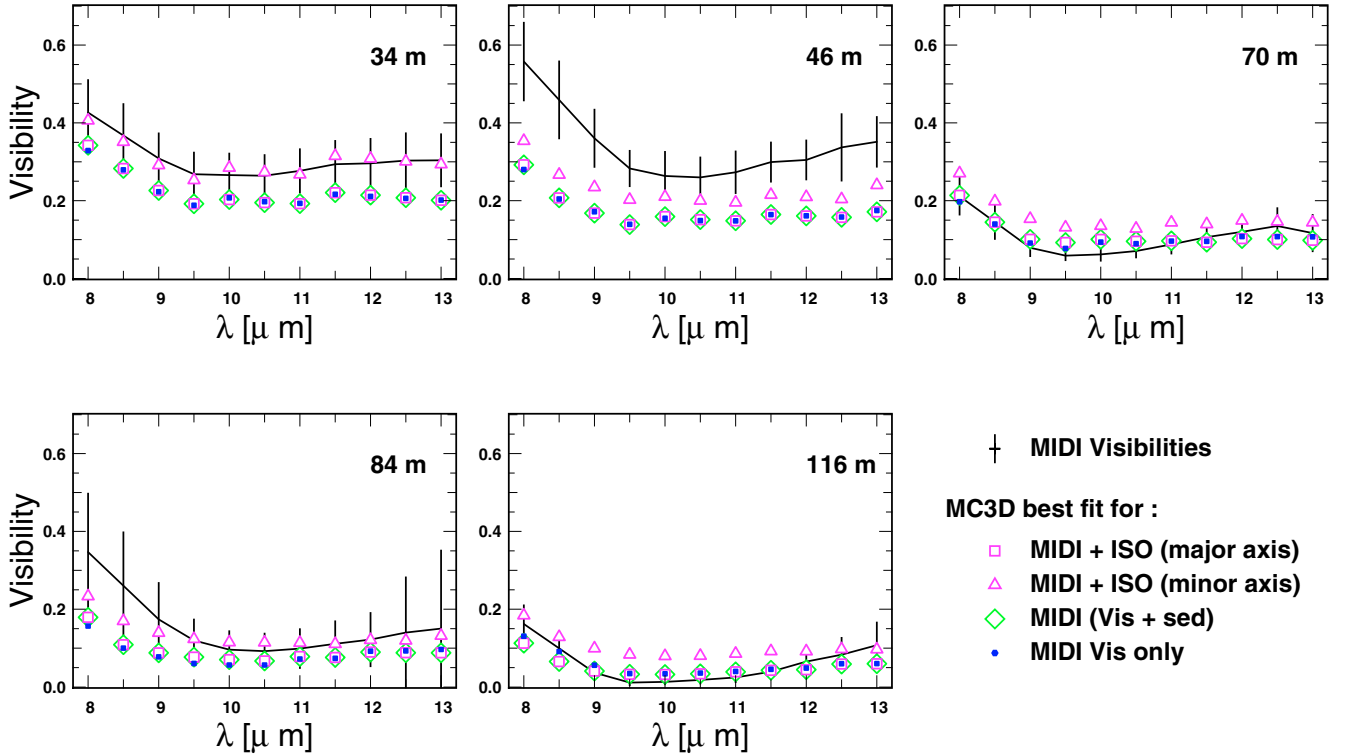 34 m
46 m
70 m
Visibility
0.6
0.4
0.2
0.0
8 9 10 11 12 13
λ [μ m]
0.6
0.4
0.2
0.0
8 9 10 11 12 13
λ [μ m]
0.6
0.4
0.2
0.0
8 9 10 11 12 13
λ [μ m]
84 m
116 m
Visibility
0.6
0.4
0.2
0.0
8 9 10 11 12 13
λ [μ m]
0.6
0.4
0.2
0.0
8 9 10 11 12 13
λ [μ m]
MIDI Visibilities
MC3D best fit for :
MIDI + ISO (major axis)
MIDI + ISO (minor axis)
MIDI (Vis + sed)
MIDI Vis only